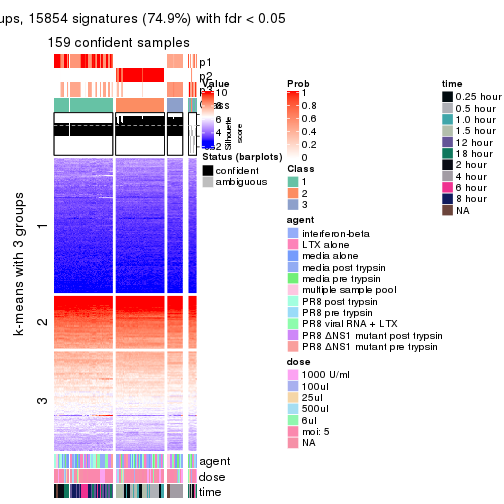 ups, 15854 signatures (74.9%) with fdr < 0.05
159 confident samples
p1
p2
Value
10
6
4
2
Silhouette
score
Status (barplots)
confident
ambiguous
k-means with 3 groups
1
2
3
agent
dose
time
Prob
1
0.8
0.6
0.4
0.2
0
Class
1
2
3
agent
interferon-beta
LTX alone
media alone
media post trypsin
media pre trypsin
multiple sample pool
PR8 post trypsin
PR8 pre trypsin
PR8 viral RNA + LTX
PR8 ΔNS1 mutant post trypsin
PR8 ΔNS1 mutant pre trypsin
dose
1000 U/ml
100ul
25ul
500ul
6ul
moi: 5
NA
time
0.25 hour
0.5 hour
1.0 hour
1.5 hour
12 hour
18 hour
2 hour
4 hour
6 hour
8 hour
NA